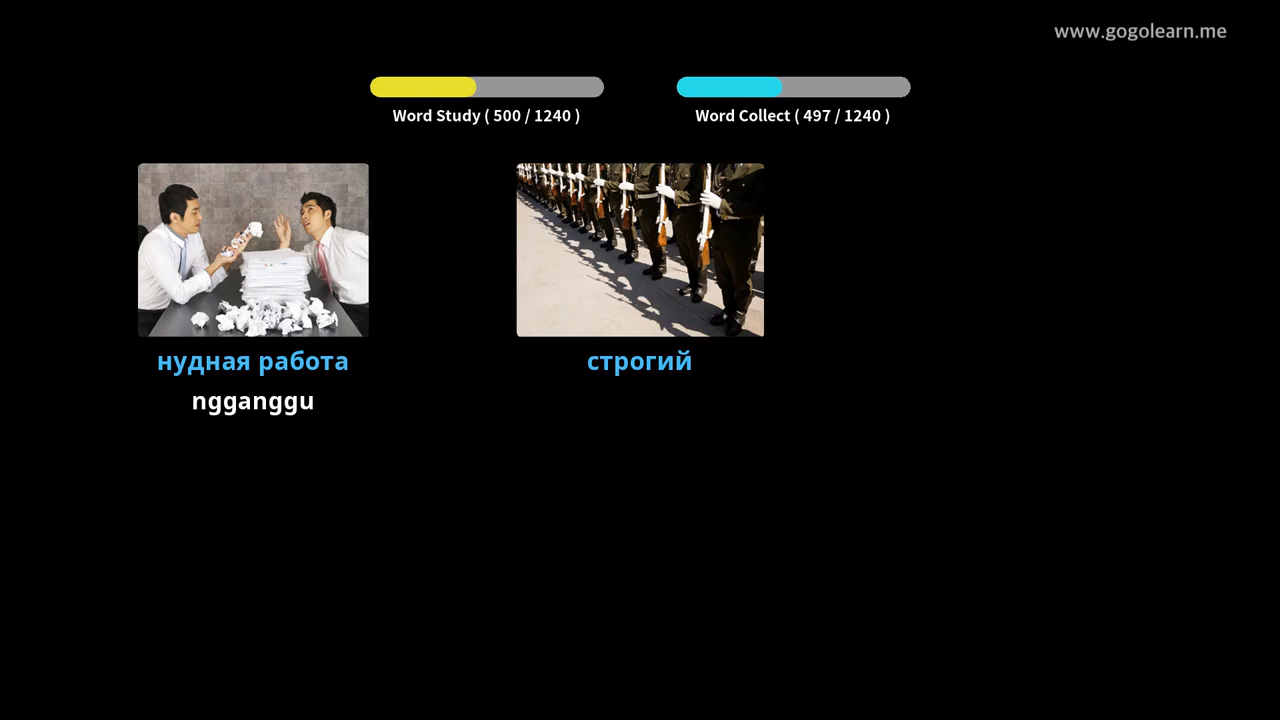 www.gogolearn.me
Word Study ( 500 / 1240 )
Word Collect ( 497 / 1240 )
нудная работа
строгий
ngganggu